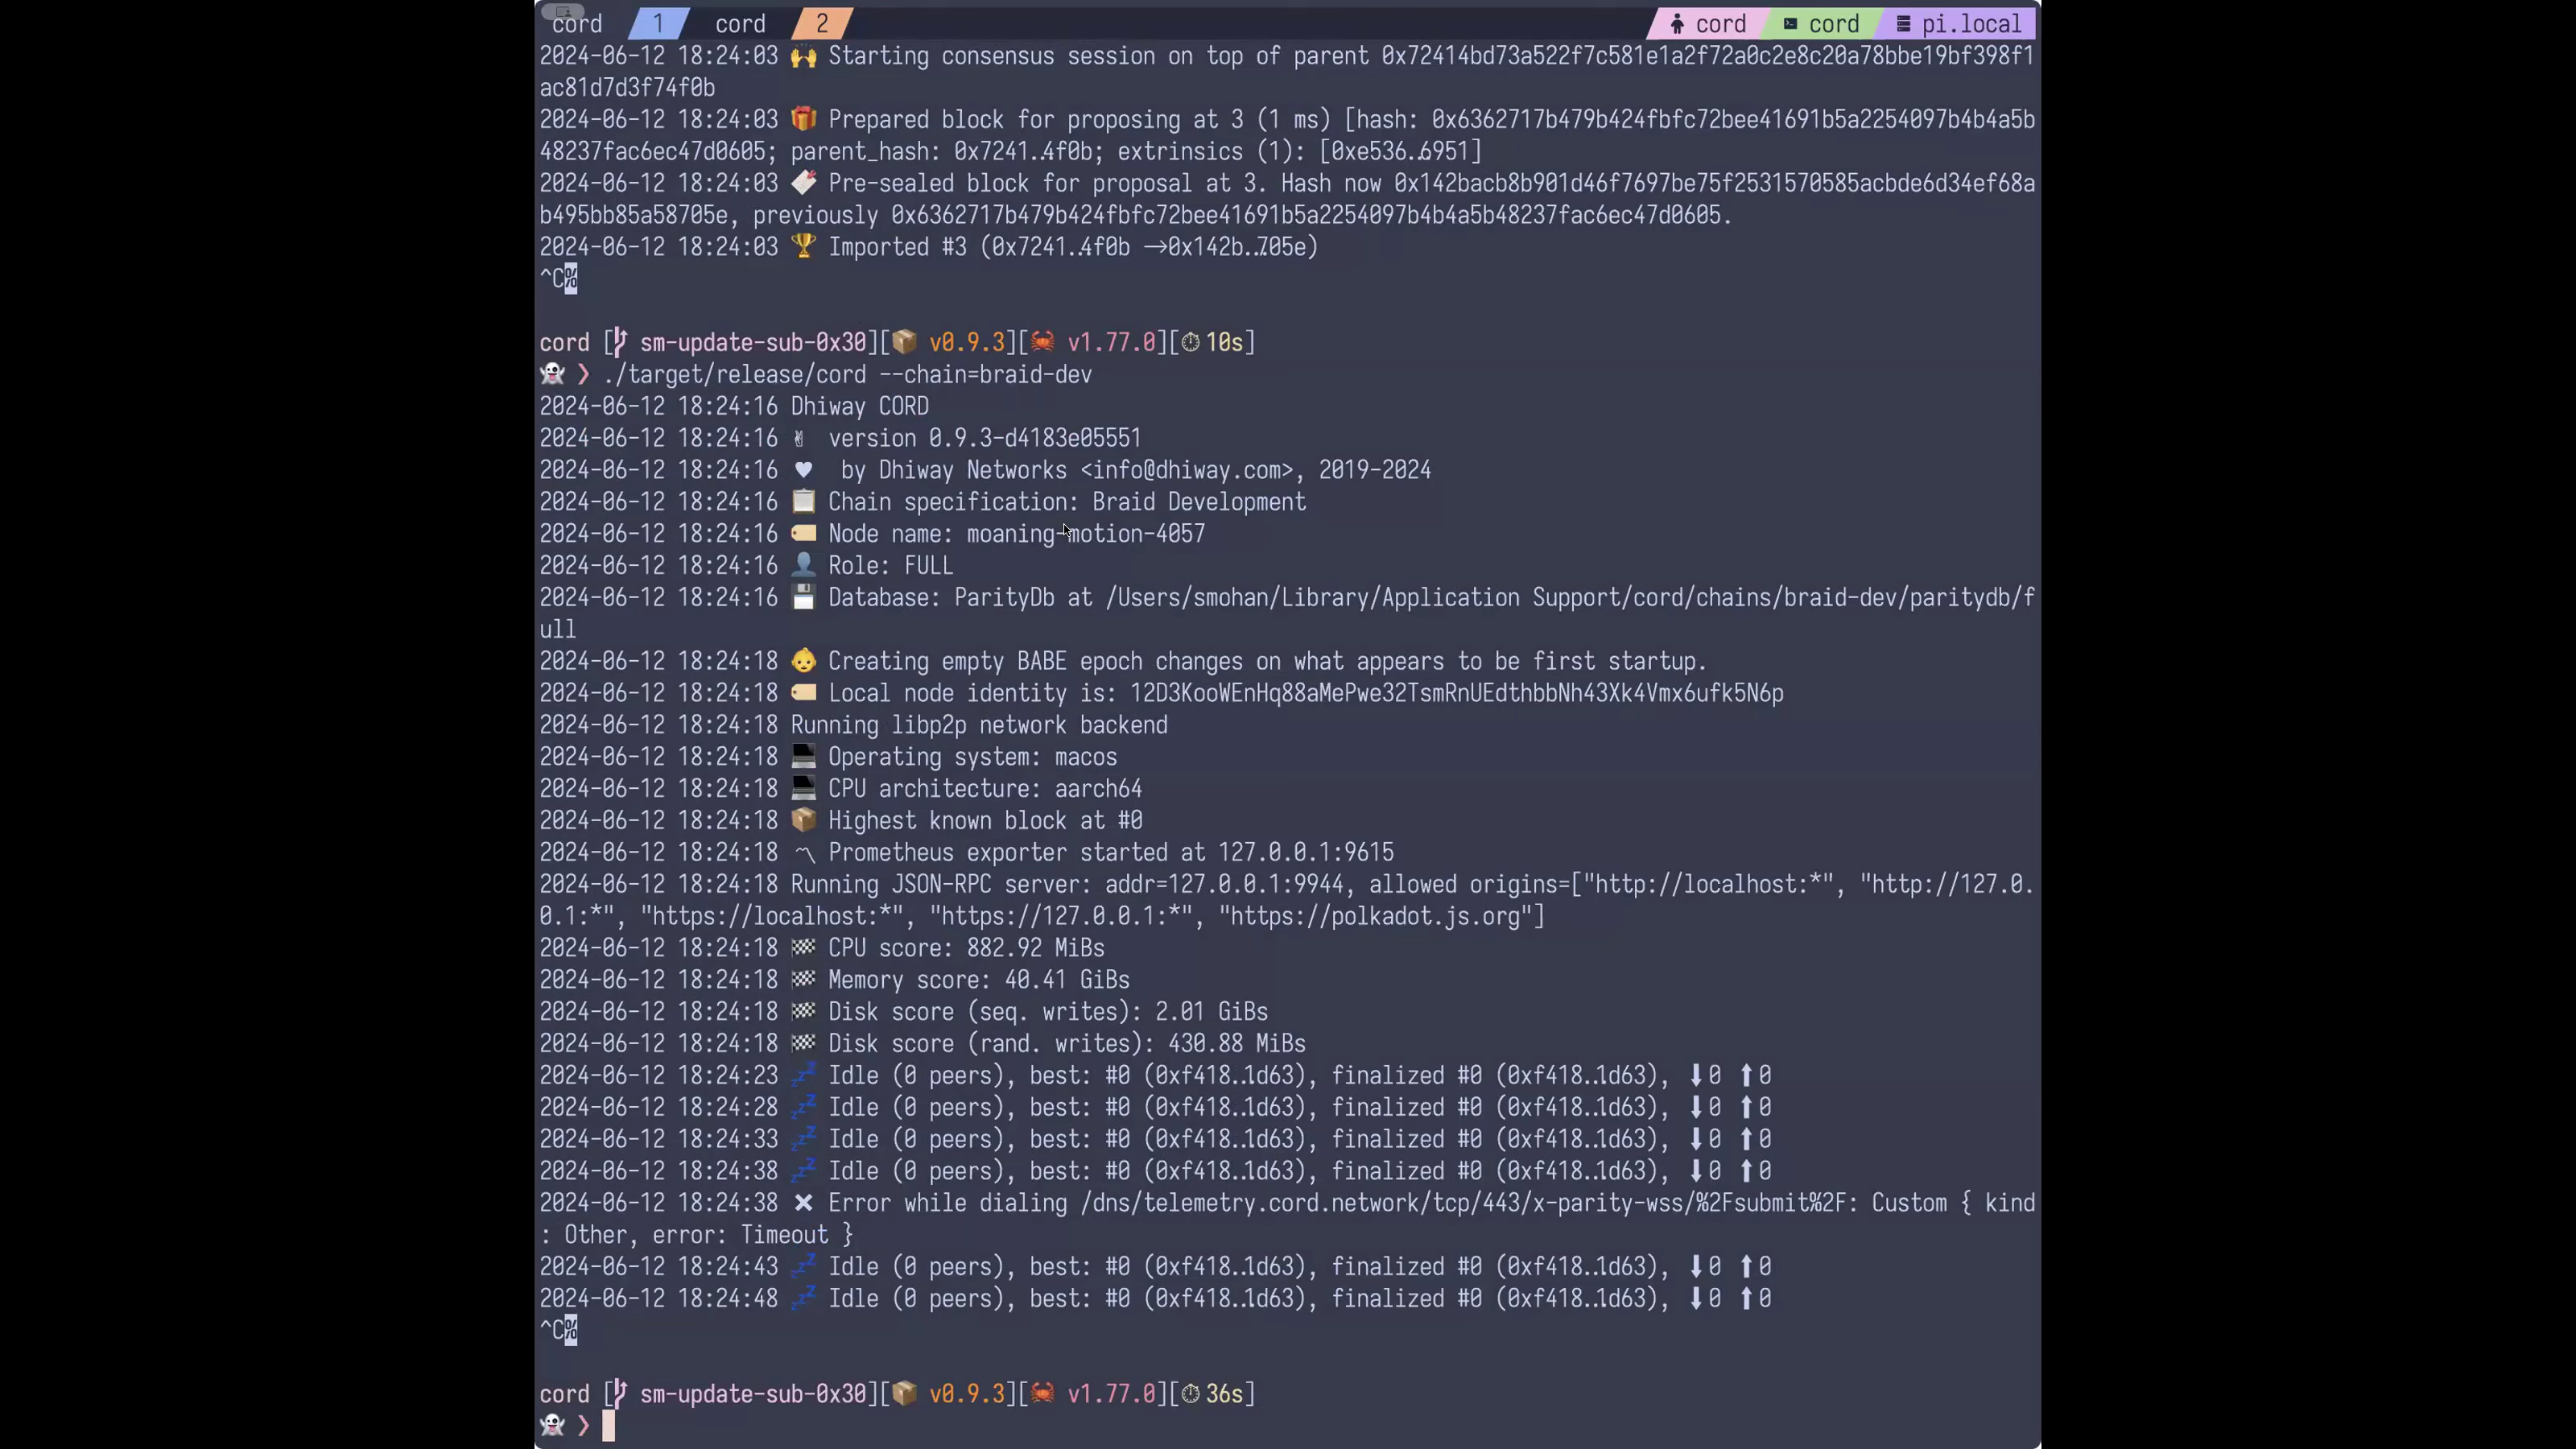 cord 1 cord 2 cord cord pi.local
2024-06-12 18:24:03 🙌 Starting consensus session on top of parent 0x72414bd73a522f7c581e1a2f72a0c2e8c20a78bbe19bf398f1
ac81d7d3f74f0b
2024-06-12 18:24:03 🎁 Prepared block for proposing at 3 (1 ms) [hash: 0x6362717b479b424fbfc72bee41691b5a2254097b4b4a5b
48237fac6ec47d0605; parent_hash: 0x7241…4f0b; extrinsics (1): [0xe536…6951]
2024-06-12 18:24:03 🔖 Pre-sealed block for proposal at 3. Hash now 0x142bacb8b901d46f7697be75f2531570585acbde6d34ef68a
b495bb85a58705e, previously 0x6362717b479b424fbfc72bee41691b5a2254097b4b4a5b48237fac6ec47d0605.
2024-06-12 18:24:03 🏆 Imported #3 (0x7241…4f0b → 0x142b…705e)
^C%
cord [ sm-update-sub-0x30][📦 v0.9.3][🦀 v1.77.0][⏱ 10s]
👻 ❯ ./target/release/cord --chain=braid-dev
2024-06-12 18:24:16 Dhiway CORD
2024-06-12 18:24:16 ✌ version 0.9.3-d4183e05551
2024-06-12 18:24:16 ♥ by Dhiway Networks <info@dhiway.com>, 2019-2024
2024-06-12 18:24:16 📋 Chain specification: Braid Development
2024-06-12 18:24:16 🏷 Node name: moaning-motion-4057
2024-06-12 18:24:16 👤 Role: FULL
2024-06-12 18:24:16 💾 Database: ParityDb at /Users/smohan/Library/Application Support/cord/chains/braid-dev/paritydb/f
ull
2024-06-12 18:24:18 👶 Creating empty BABE epoch changes on what appears to be first startup.
2024-06-12 18:24:18 🏷 Local node identity is: 12D3KooWEnHq88aMePwe32TsmRnUEdthbbNh43Xk4Vmx6ufk5N6p
2024-06-12 18:24:18 Running libp2p network backend
2024-06-12 18:24:18 💻 Operating system: macos
2024-06-12 18:24:18 💻 CPU architecture: aarch64
2024-06-12 18:24:18 📦 Highest known block at #0
2024-06-12 18:24:18 〽 Prometheus exporter started at 127.0.0.1:9615
2024-06-12 18:24:18 Running JSON-RPC server: addr=127.0.0.1:9944, allowed origins=["http://localhost:*", "http://127.0.
0.1:*", "https://localhost:*", "https://127.0.0.1:*", "https://polkadot.js.org"]
2024-06-12 18:24:18 🏁 CPU score: 882.92 MiBs
2024-06-12 18:24:18 🏁 Memory score: 40.41 GiBs
2024-06-12 18:24:18 🏁 Disk score (seq. writes): 2.01 GiBs
2024-06-12 18:24:18 🏁 Disk score (rand. writes): 430.88 MiBs
2024-06-12 18:24:23 💤 Idle (0 peers), best: #0 (0xf418…1d63), finalized #0 (0xf418…1d63), ⬇ 0 ⬆ 0
2024-06-12 18:24:28 💤 Idle (0 peers), best: #0 (0xf418…1d63), finalized #0 (0xf418…1d63), ⬇ 0 ⬆ 0
2024-06-12 18:24:33 💤 Idle (0 peers), best: #0 (0xf418…1d63), finalized #0 (0xf418…1d63), ⬇ 0 ⬆ 0
2024-06-12 18:24:38 💤 Idle (0 peers), best: #0 (0xf418…1d63), finalized #0 (0xf418…1d63), ⬇ 0 ⬆ 0
2024-06-12 18:24:38 ❌ Error while dialing /dns/telemetry.cord.network/tcp/443/x-parity-wss/%2Fsubmit%2F: Custom { kind
: Other, error: Timeout }
2024-06-12 18:24:43 💤 Idle (0 peers), best: #0 (0xf418…1d63), finalized #0 (0xf418…1d63), ⬇ 0 ⬆ 0
2024-06-12 18:24:48 💤 Idle (0 peers), best: #0 (0xf418…1d63), finalized #0 (0xf418…1d63), ⬇ 0 ⬆ 0
^C%
cord [ sm-update-sub-0x30][📦 v0.9.3][🦀 v1.77.0][⏱ 36s]
👻 ❯